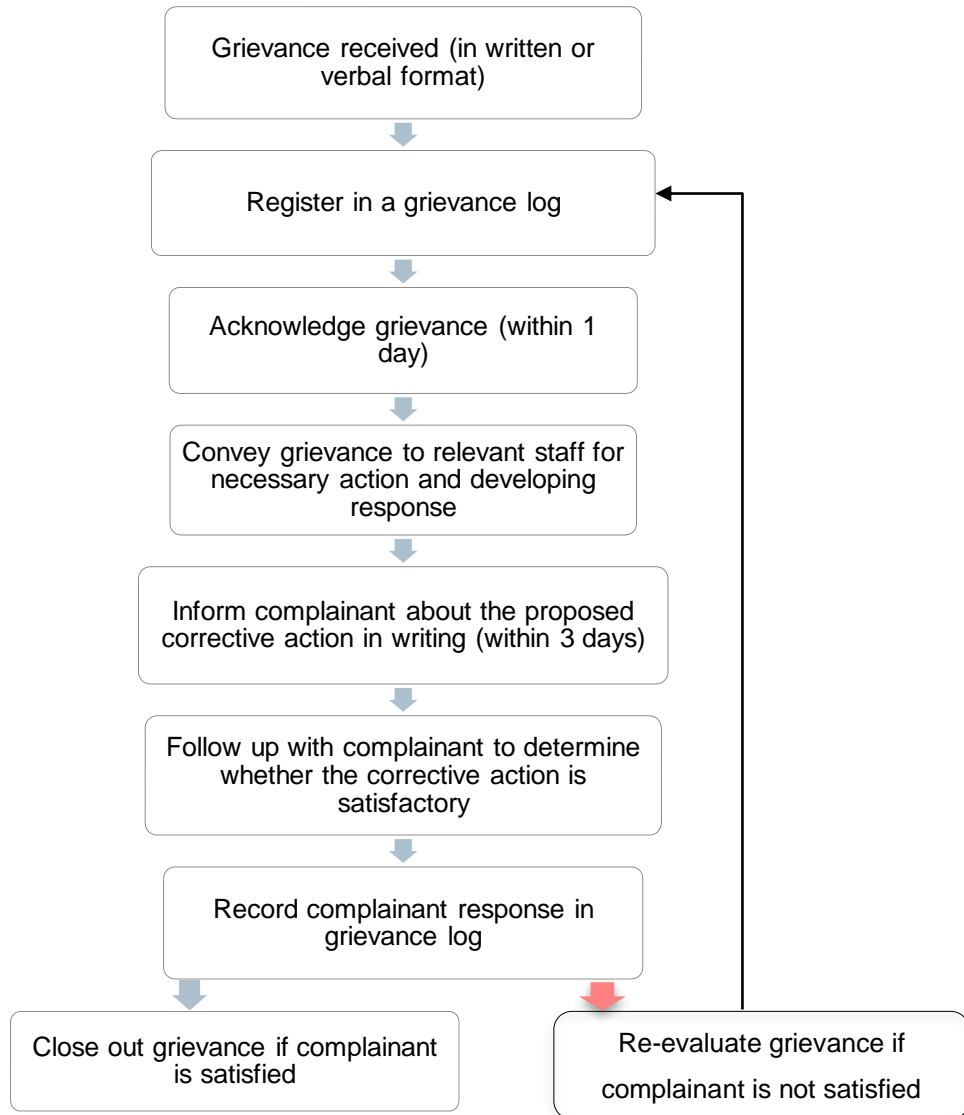 Grievance received (in written or
verbal format)
Register in a grievance log
Acknowledge grievance (within 1
day)
Convey grievance to relevant staff for
necessary action and developing
response
Inform complainant about the proposed
corrective action in writing (within 3 days)
Follow up with complainant to determine
whether the corrective action is
satisfactory
Record complainant response in
grievance log
Close out grievance if complainant
is satisfied
Re-evaluate grievance if
complainant is not satisfied